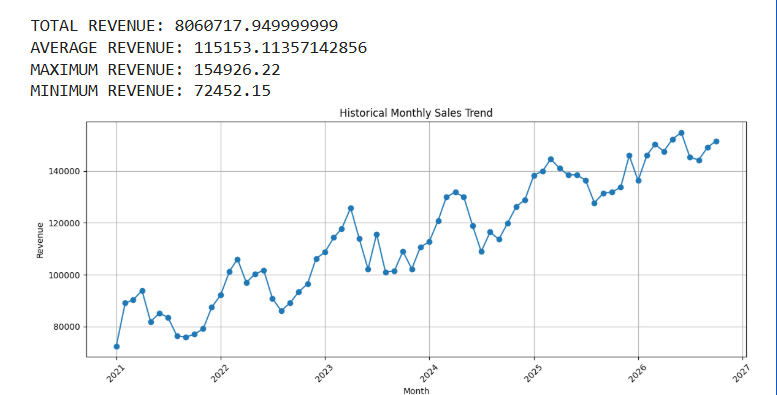 TOTAL REVENUE: 8060717.949999999
AVERAGE REVENUE: 115153.11357142856
MAXIMUM REVENUE: 154926.22
MINIMUM REVENUE: 72452.15
Historical Monthly Sales Trend
140000
120000
100000
80000
Revenue
2021
2022
2023
2024
2025
2026
2027
Month